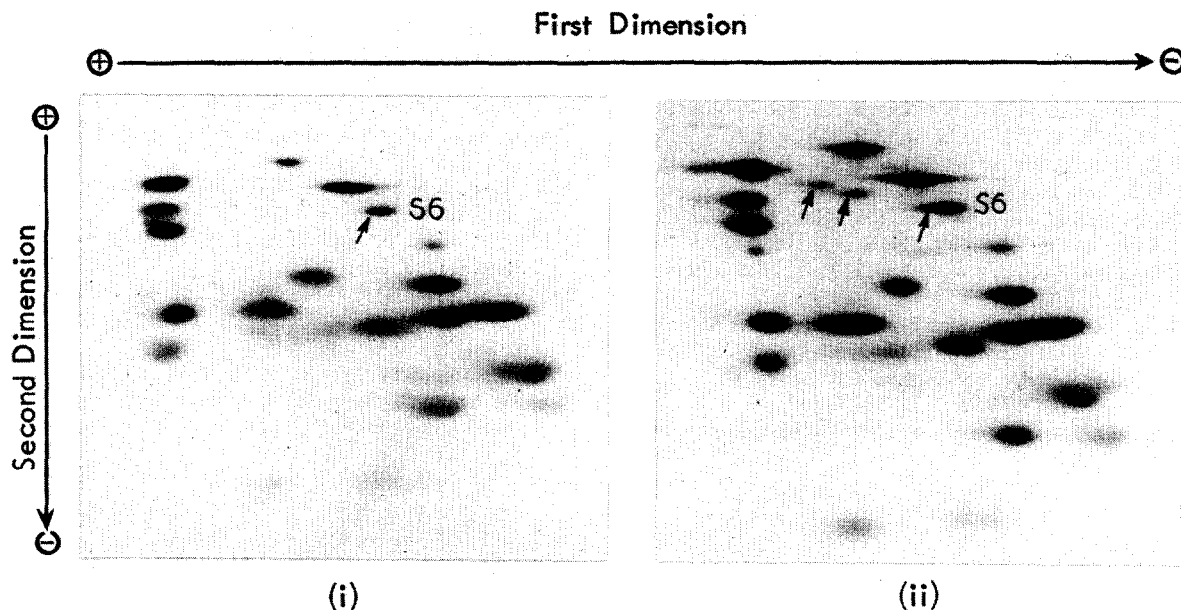 First Dimension
⊕ ⊖
⊕
S6
S6
Second Dimension
⊖
(i)
(ii)